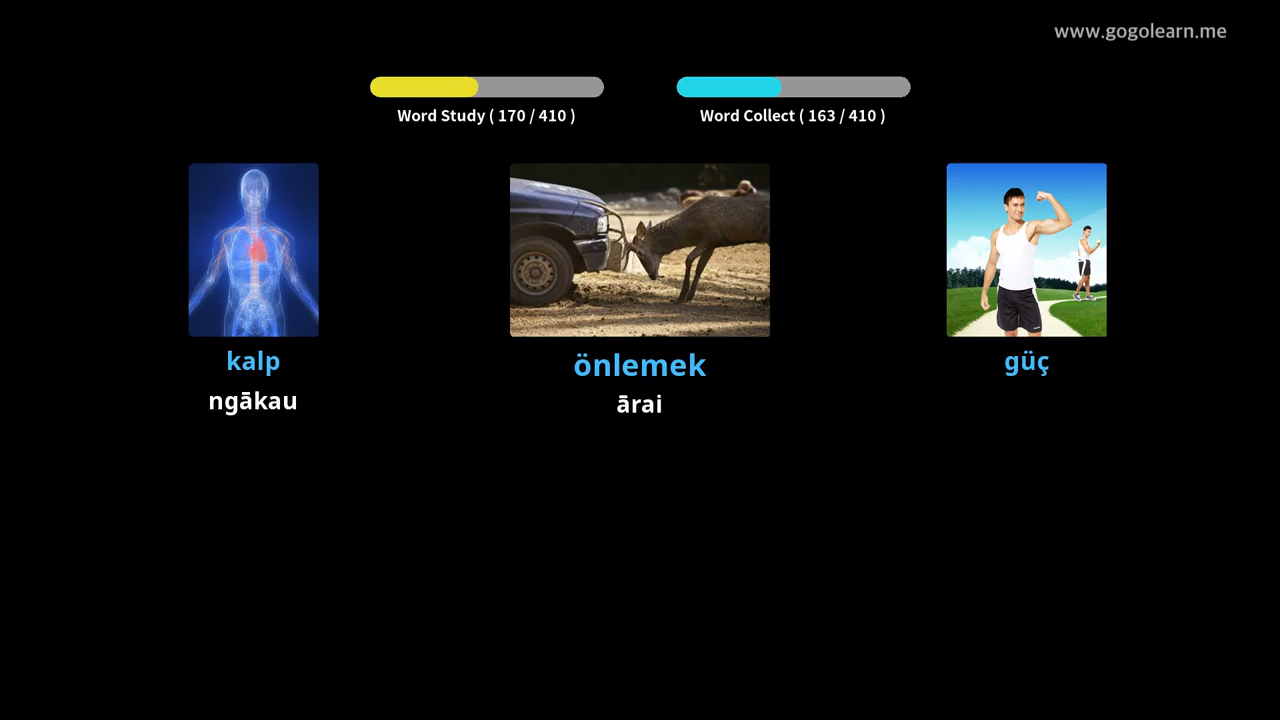 www.gogolearn.me
Word Study ( 170 / 410 )
Word Collect ( 163 / 410 )
kalp
ngākau
önlemek
ārai
güç